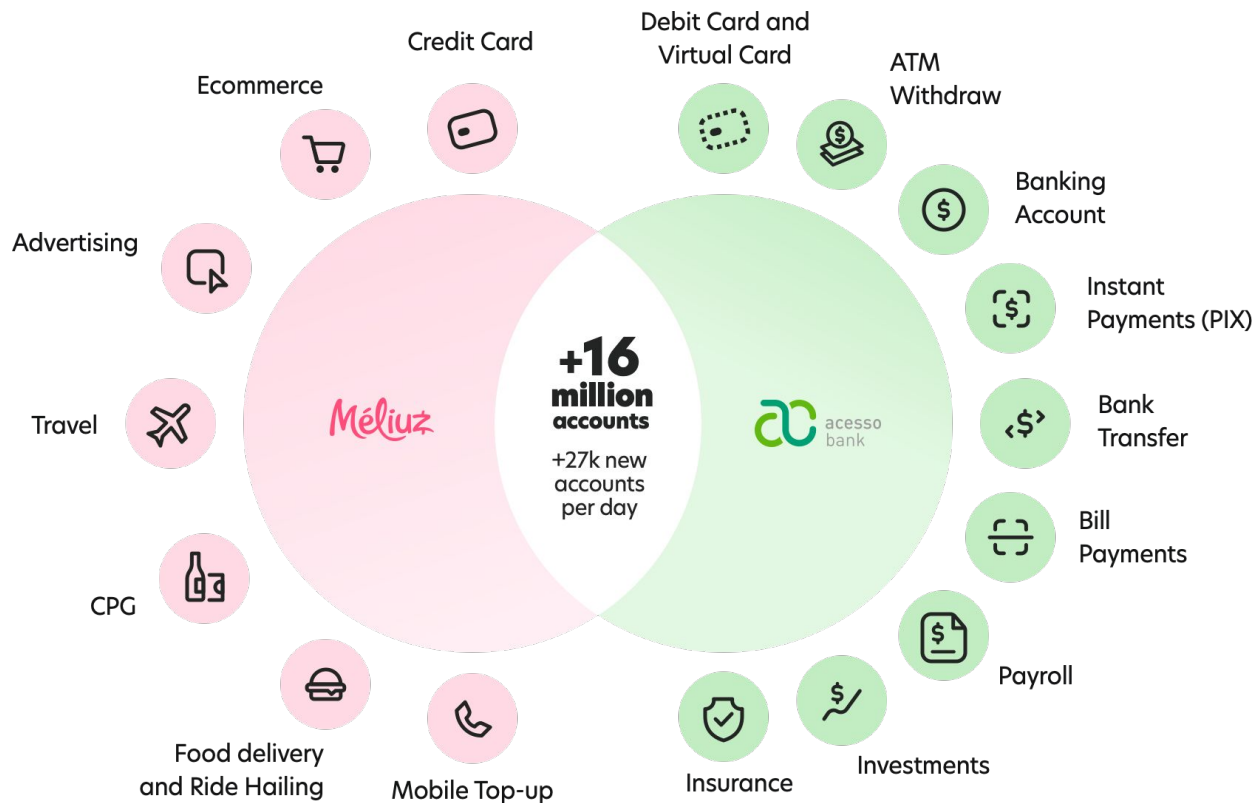 Credit Card
Debit Card and
Virtual Card
Ecommerce
ATM
Withdraw
Banking
Account
Advertising
Instant
Payments (PIX)
+16
million
accounts
+27k new
accounts
per day
Méliuz
acesso
bank
Travel
Bank
Transfer
Bill
Payments
CPG
Payroll
Food delivery
and Ride Hailing
Mobile Top-up
Insurance
Investments